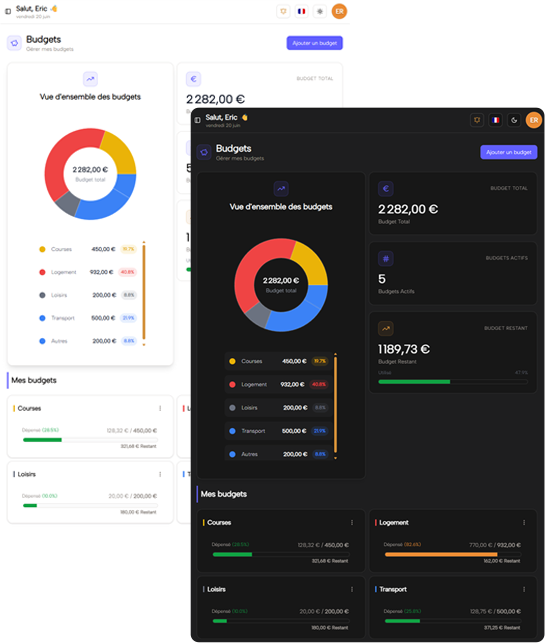 Salut, Eric 👋
vendredi 20 juin
ER
Budgets
Gérer mes budgets
Ajouter un budget
Vue d'ensemble des budgets
2 282,00 €
Budget total
Courses 450,00 € 19.7%
Logement 932,00 € 40.8%
Loisirs 200,00 € 8.8%
Transport 500,00 € 21.9%
Autres 200,00 € 8.8%
BUDGET TOTAL
2 282,00 €
Mes budgets
Courses
Dépensé (28.5%) 128,32 € / 450,00 €
321,68 € Restant
Loisirs
Dépensé (10.0%) 20,00 € / 200,00 €
180,00 € Restant
Salut, Eric 👋
vendredi 20 juin
ER
Budgets
Gérer mes budgets
Ajouter un budget
Vue d'ensemble des budgets
2 282,00 €
Budget total
Courses 450,00 € 19.7%
Logement 932,00 € 40.8%
Loisirs 200,00 € 8.8%
Transport 500,00 € 21.9%
Autres 200,00 € 8.8%
BUDGET TOTAL
2 282,00 €
Budget Total
BUDGETS ACTIFS
5
Budgets Actifs
BUDGET RESTANT
1 189,73 €
Budget Restant
Utilisé 47.9%
Mes budgets
Courses
Dépensé (28.5%) 128,32 € / 450,00 €
321,68 € Restant
Logement
Dépensé (82.6%) 770,00 € / 932,00 €
162,00 € Restant
Loisirs
Dépensé (10.0%) 20,00 € / 200,00 €
180,00 € Restant
Transport
Dépensé (25.8%) 128,75 € / 500,00 €
371,25 € Restant